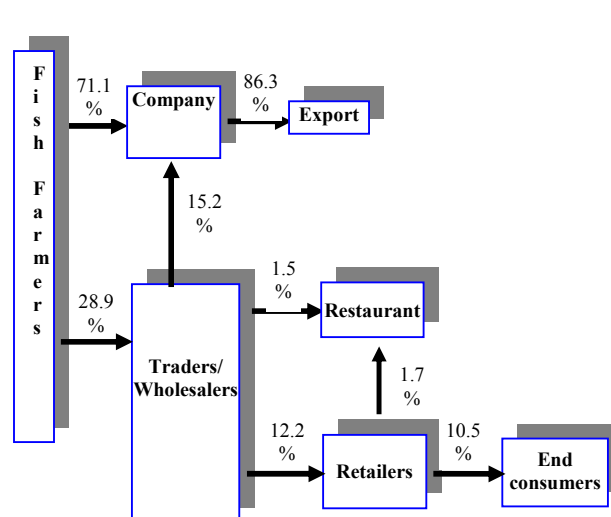 F
i
s
h
F
a
r
m
e
r
s
71.1
%
Company
86.3
%
Export
15.2
%
28.9
%
Traders/
Wholesalers
1.5
%
Restaurant
1.7
%
12.2
%
Retailers
10.5
%
End
consumers